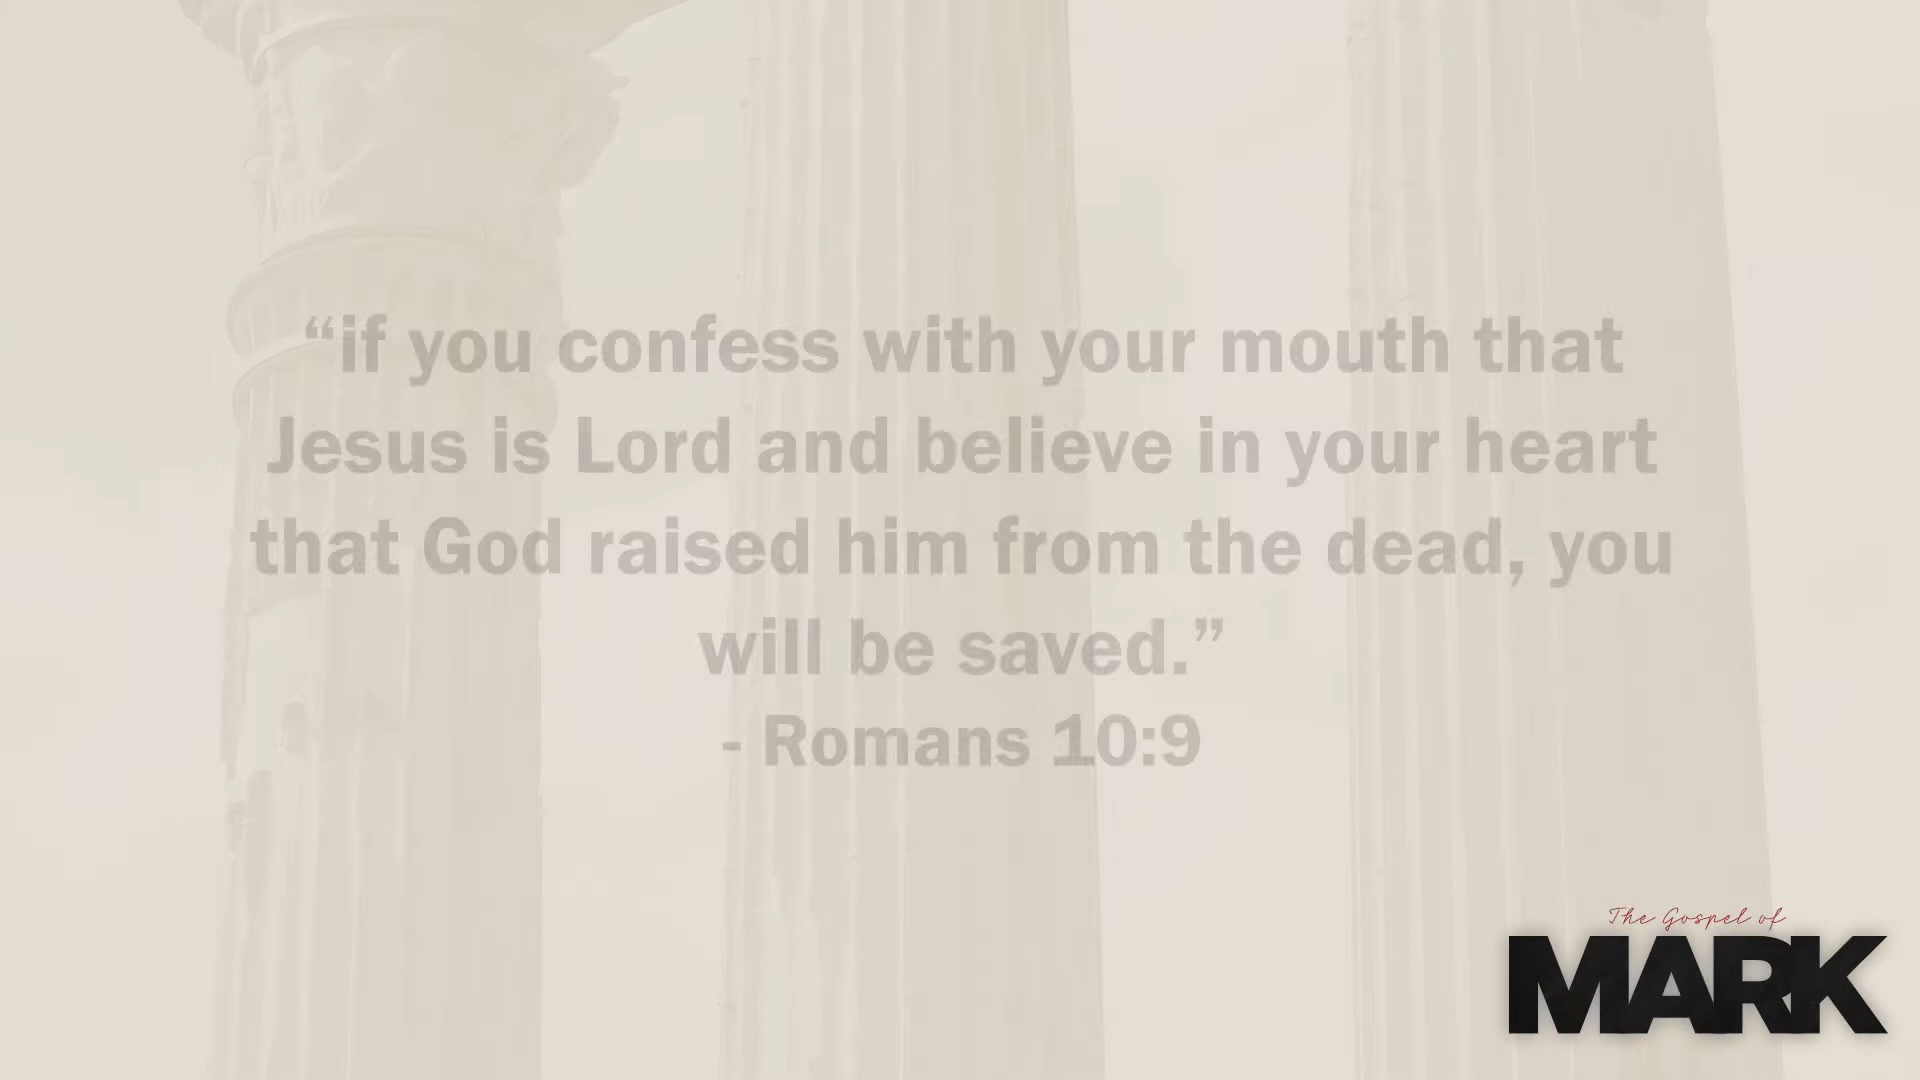 “if you confess with your mouth that
Jesus is Lord and believe in your heart
that God raised him from the dead, you
will be saved.”
- Romans 10:9
The Gospel of
MARK